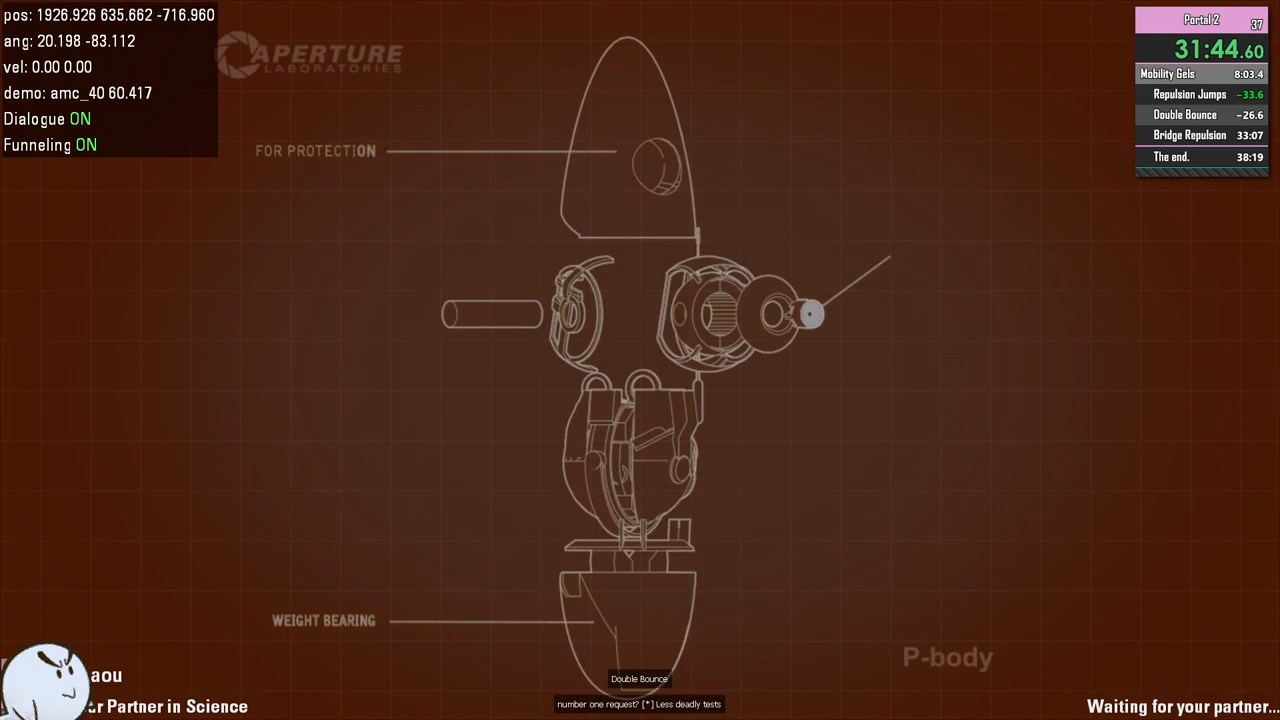 pos: 1926.926 635.662 -716.960
ang: 20.198 -83.112
vel: 0.00 0.00
demo: amc_40 60.417
Dialogue ON
Funneling ON
APERTURE
LABORATORIES
FOR PROTECTION
WEIGHT BEARING
P-body
Portal 2
37
31:44.60
Mobility Gels 8:03.4
Repulsion Jumps −33.6
Double Bounce −26.6
Bridge Repulsion 33:07
The end. 38:19
aou
r Partner in Science
Double Bounce
number one request? [*] Less deadly tests
Waiting for your partner...